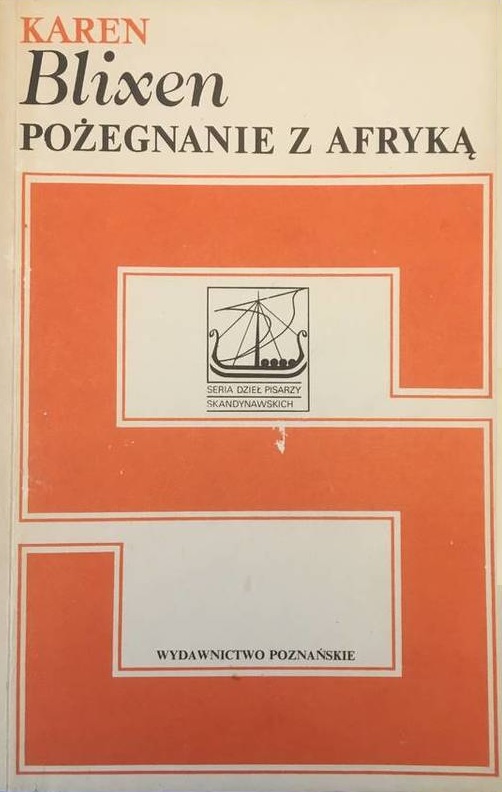 KAREN
Blixen
POŻEGNANIE Z AFRYKĄ
SERIA DZIEŁ PISARZY
SKANDYNAWSKICH
WYDAWNICTWO POZNAŃSKIE